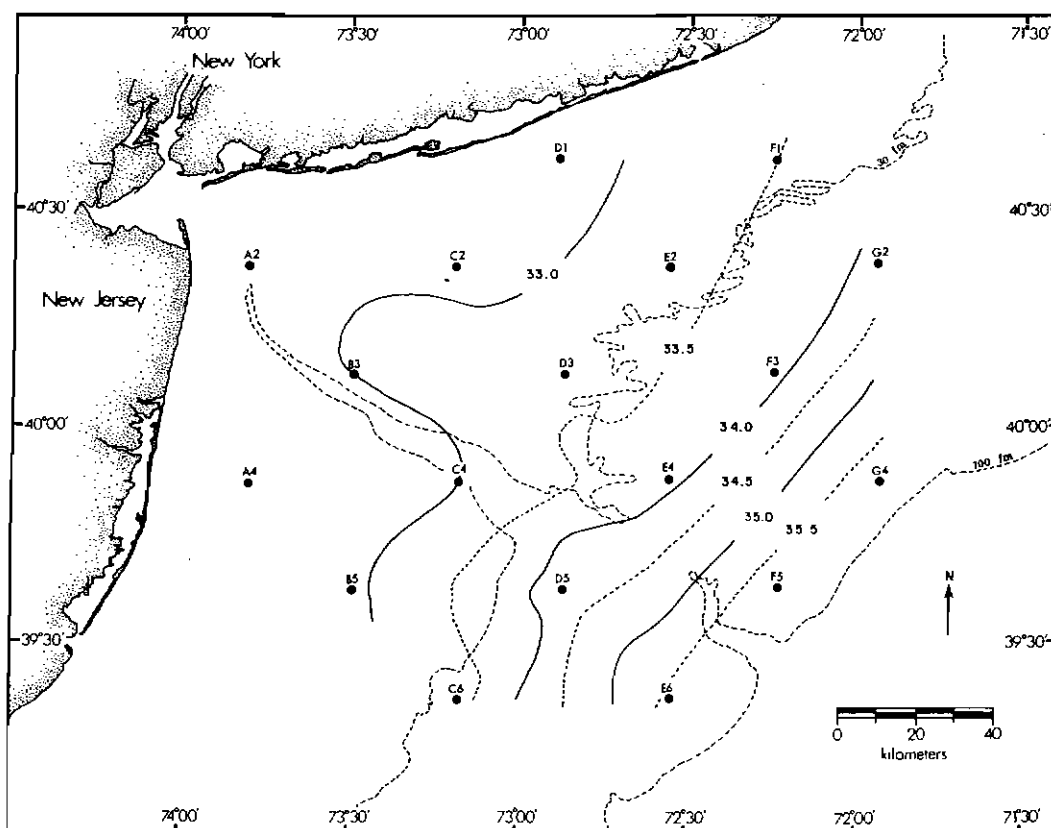 74°00' 73°30' 73°00' 72°30' 72°00' 71°30'
New York
D1 F1
30 fm
40°30' 40°30'
A2 C2 E2 G2
33.0
New Jersey
33.5
B3 D3 F3
40°00' 34.0 40°00'
100 fm
A4 C4 E4 34.5 G4
35.0 35.5
B5 D5 F5
N
39°30' 39°30'
C6 E6
0 20 40
kilometers
74°00' 73°30' 73°00' 72°30' 72°00' 71°30'